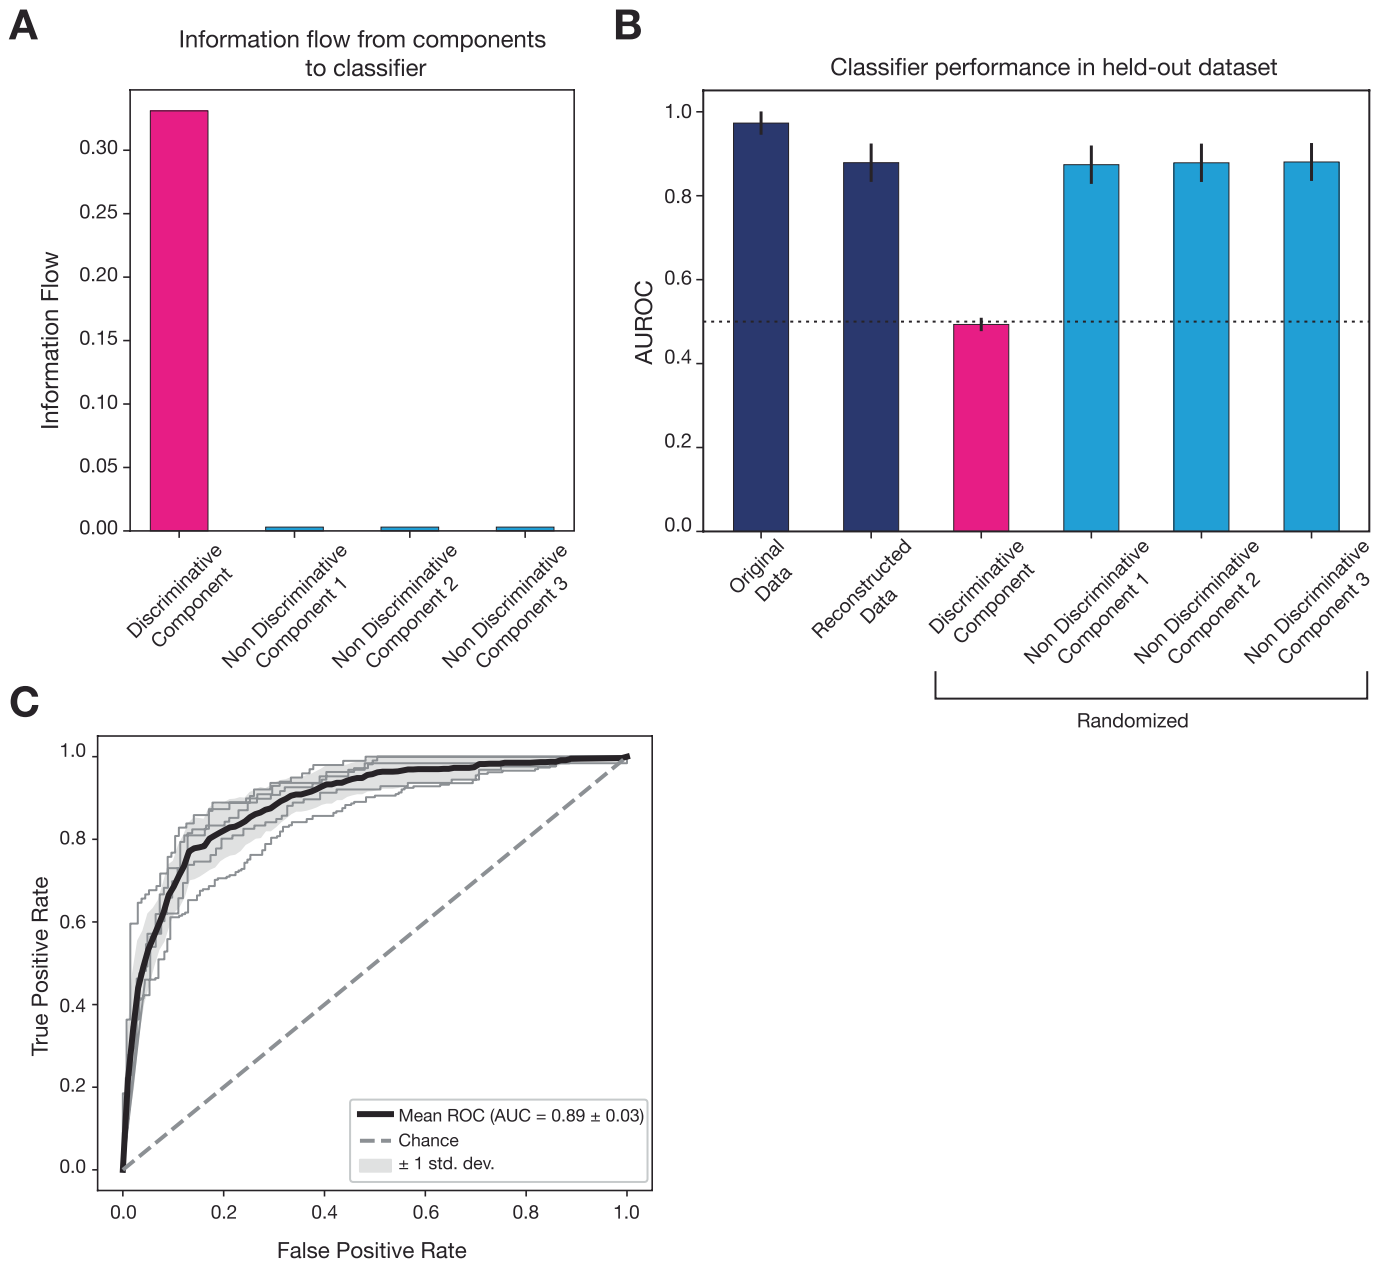 A
Information flow from components
to classifier
Information Flow
0.30
0.25
0.20
0.15
0.10
0.05
0.00
Discriminative
Component
Non Discriminative
Component 1
Non Discriminative
Component 2
Non Discriminative
Component 3
B
Classifier performance in held-out dataset
AUROC
1.0
0.8
0.6
0.4
0.2
0.0
Original
Data
Reconstructed
Data
Discriminative
Component
Non Discriminative
Component 1
Non Discriminative
Component 2
Non Discriminative
Component 3
Randomized
C
True Positive Rate
1.0
0.8
0.6
0.4
0.2
0.0
Mean ROC (AUC = 0.89 ± 0.03)
Chance
± 1 std. dev.
0.0
0.2
0.4
0.6
0.8
1.0
False Positive Rate